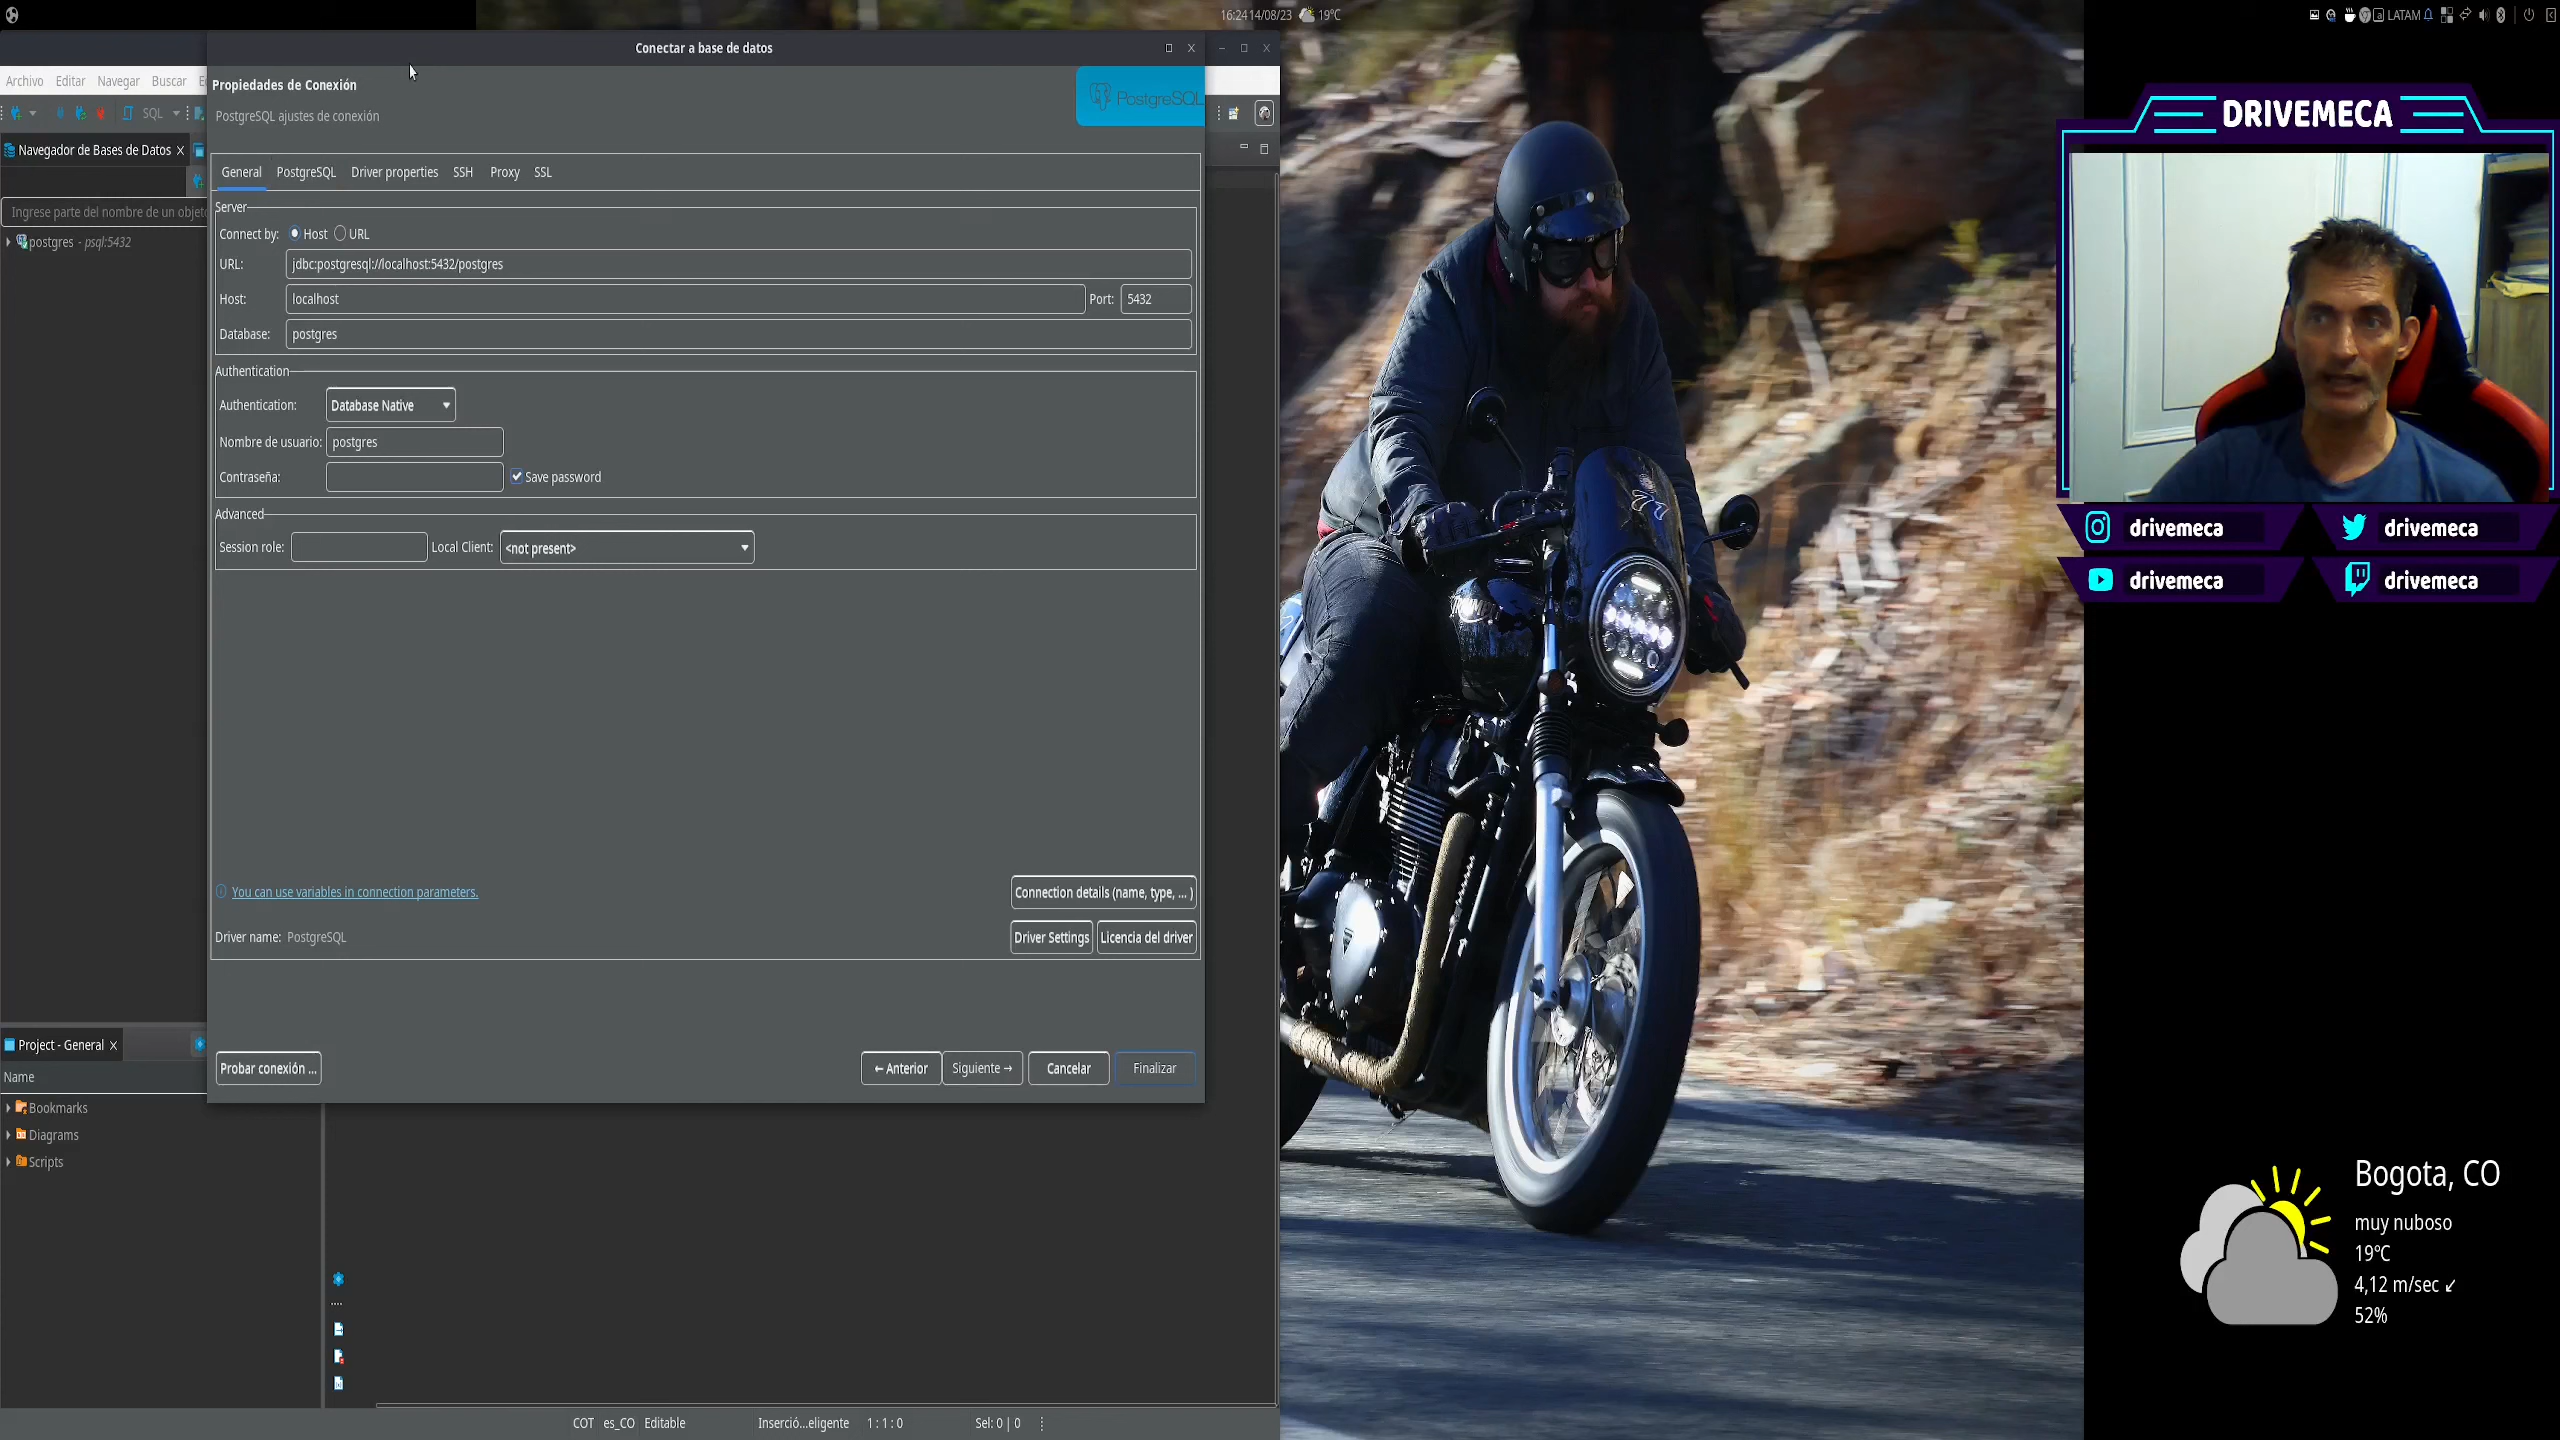 16:24 14/08/23 19°C
LATAM
Conectar a base de datos
Archivo Editar Navegar Buscar
SQL
Navegador de Bases de Datos
Ingrese parte del nombre de un objeto
postgres - psql:5432
Propiedades de Conexión
PostgreSQL ajustes de conexión
PostgreSQL
General PostgreSQL Driver properties SSH Proxy SSL
Server
Connect by: Host URL
URL: jdbc:postgresql://localhost:5432/postgres
Host: localhost Port: 5432
Database: postgres
Authentication
Authentication: Database Native
Nombre de usuario: postgres
Contraseña: Save password
Advanced
Session role: Local Client: <not present>
You can use variables in connection parameters.
Connection details (name, type, ... )
Driver name: PostgreSQL
Driver Settings Licencia del driver
Probar conexión ...
← Anterior Siguiente → Cancelar Finalizar
Project - General
Name
Bookmarks
Diagrams
Scripts
COT es_CO Editable Inserció...eligente 1 : 1 : 0 Sel: 0 | 0
DRIVEMECA
drivemeca drivemeca
drivemeca drivemeca
Bogota, CO
muy nuboso
19°C
4,12 m/sec ↙
52%